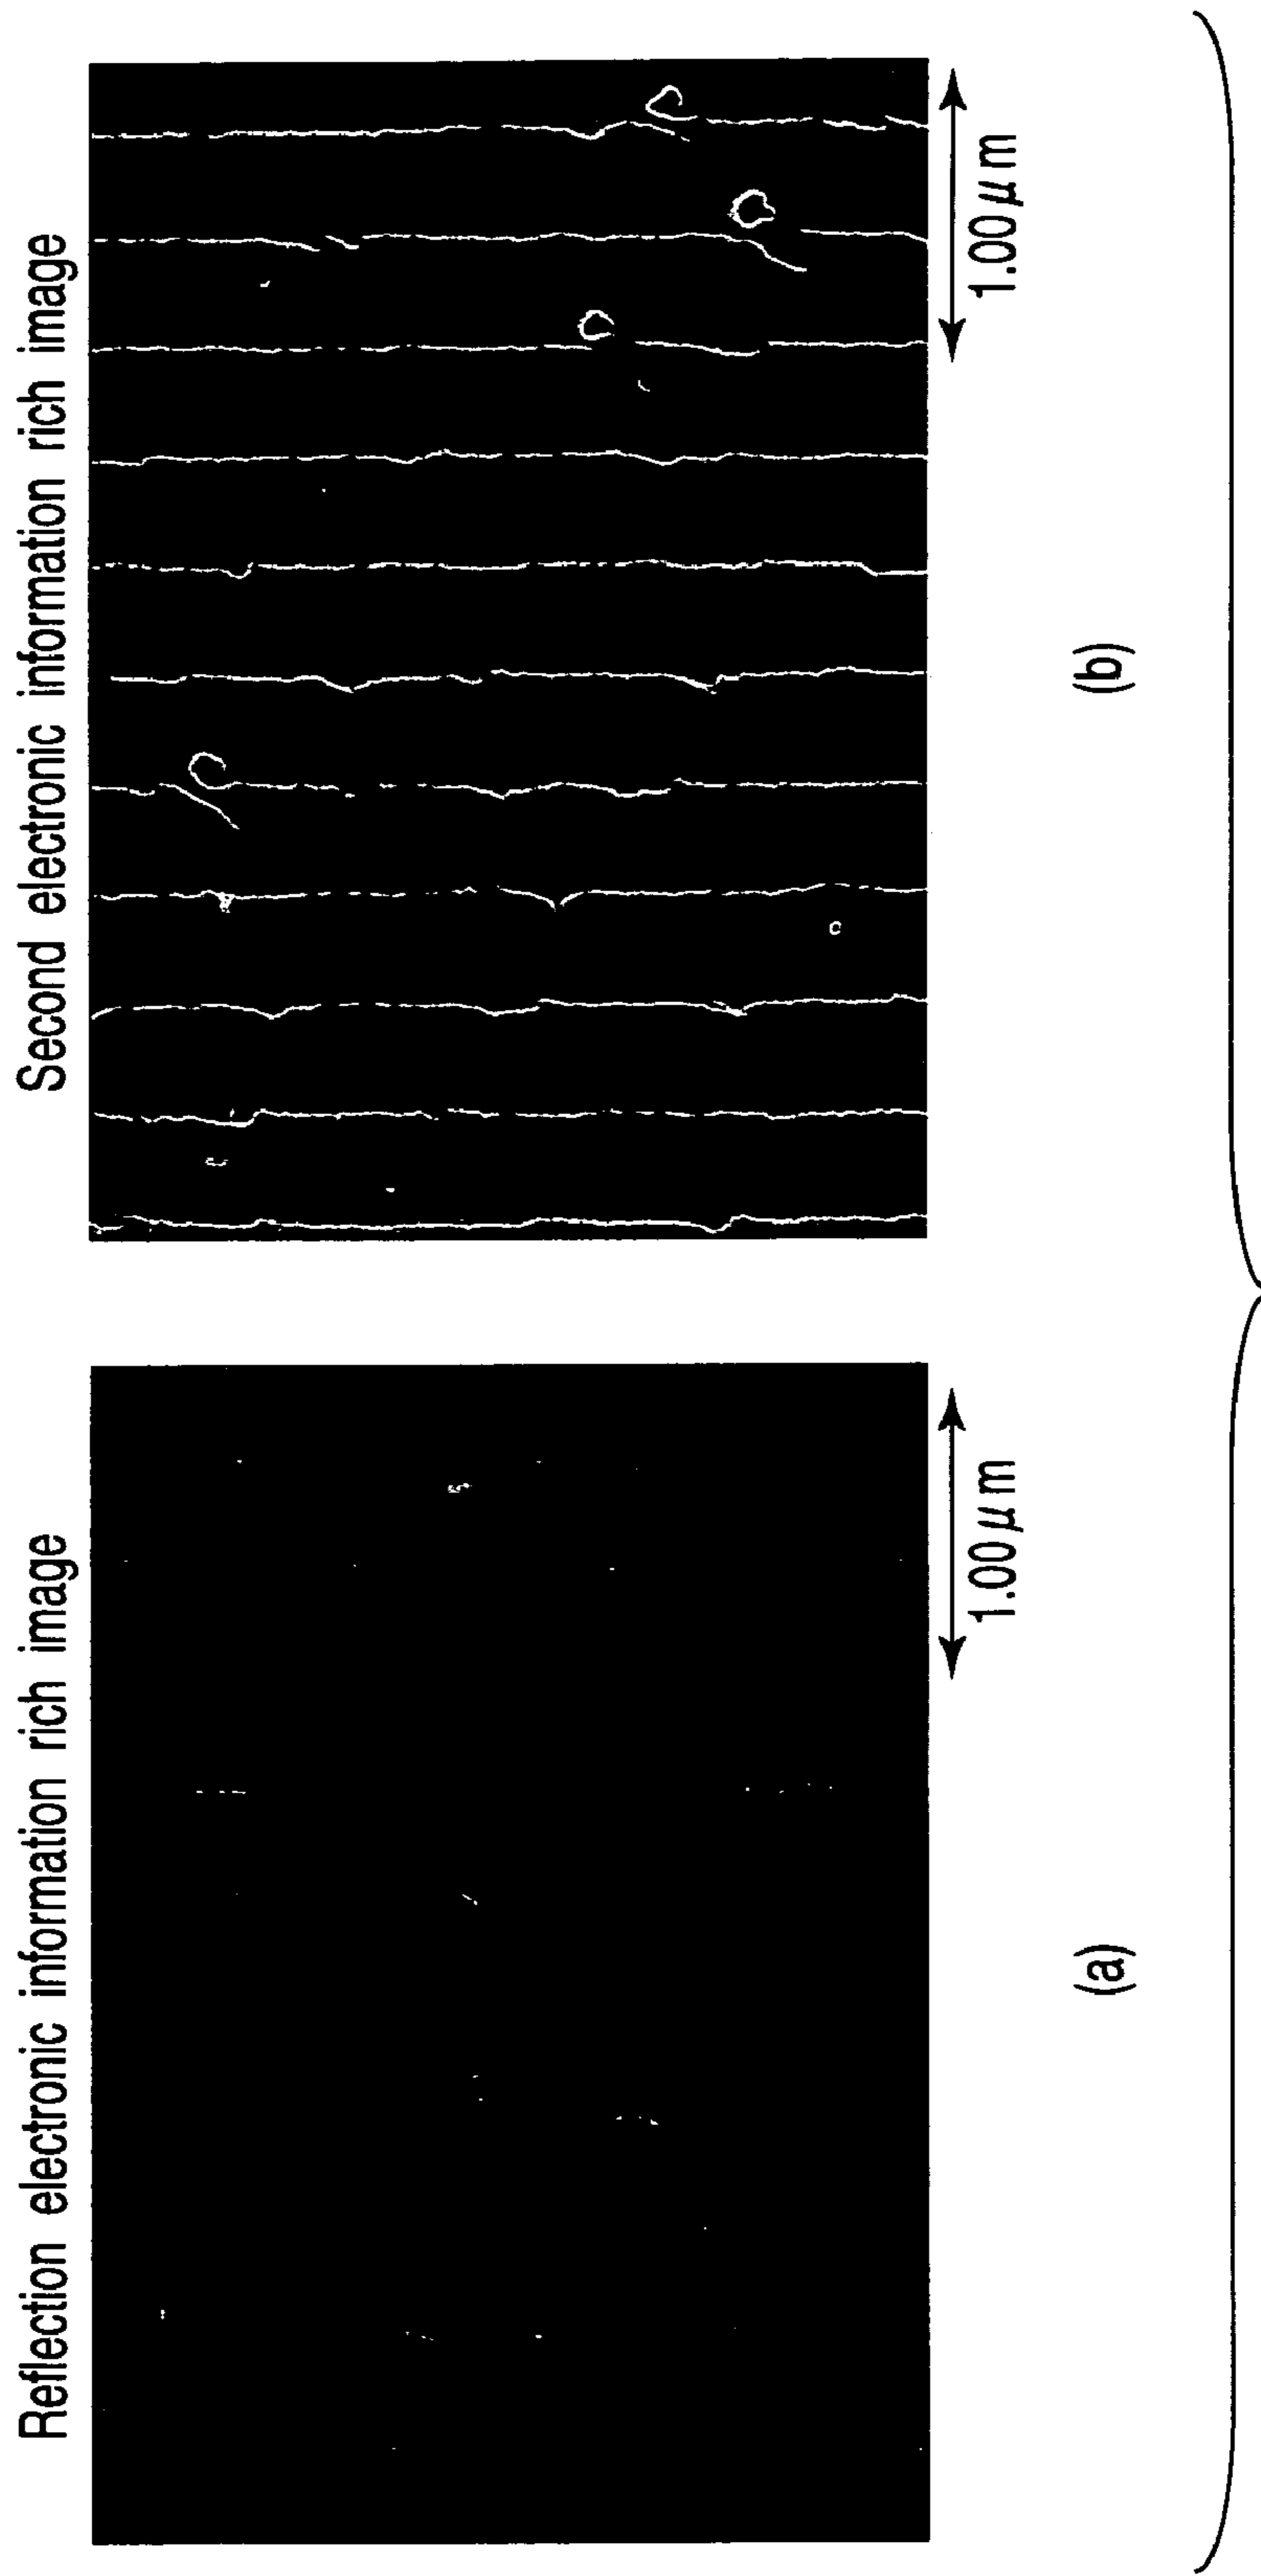 Reflection electronic information rich image
1.00μm
(a)
Second electronic information rich image
1.00μm
(b)